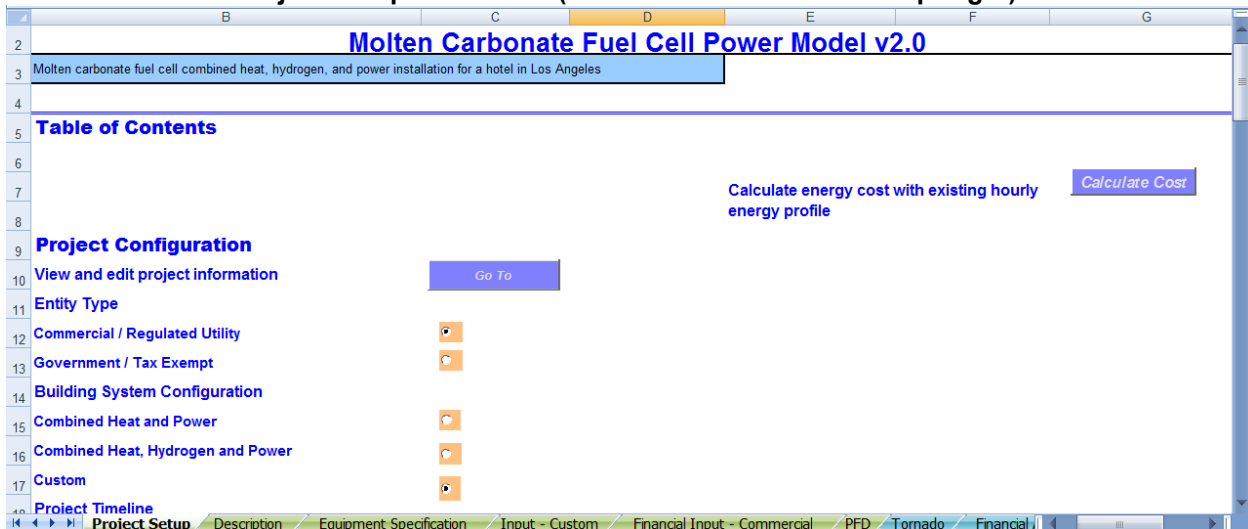 B C D E F G
2 Molten Carbonate Fuel Cell Power Model v2.0
3 Molten carbonate fuel cell combined heat, hydrogen, and power installation for a hotel in Los Angeles
4
5 Table of Contents
6
7 Calculate energy cost with existing hourly Calculate Cost
8 energy profile
9 Project Configuration
10 View and edit project information Go To
11 Entity Type
12 Commercial / Regulated Utility
13 Government / Tax Exempt
14 Building System Configuration
15 Combined Heat and Power
16 Combined Heat, Hydrogen and Power
17 Custom
Project Timeline
Project Setup Description Equipment Specification Input - Custom Financial Input - Commercial PFD Tornado Financial